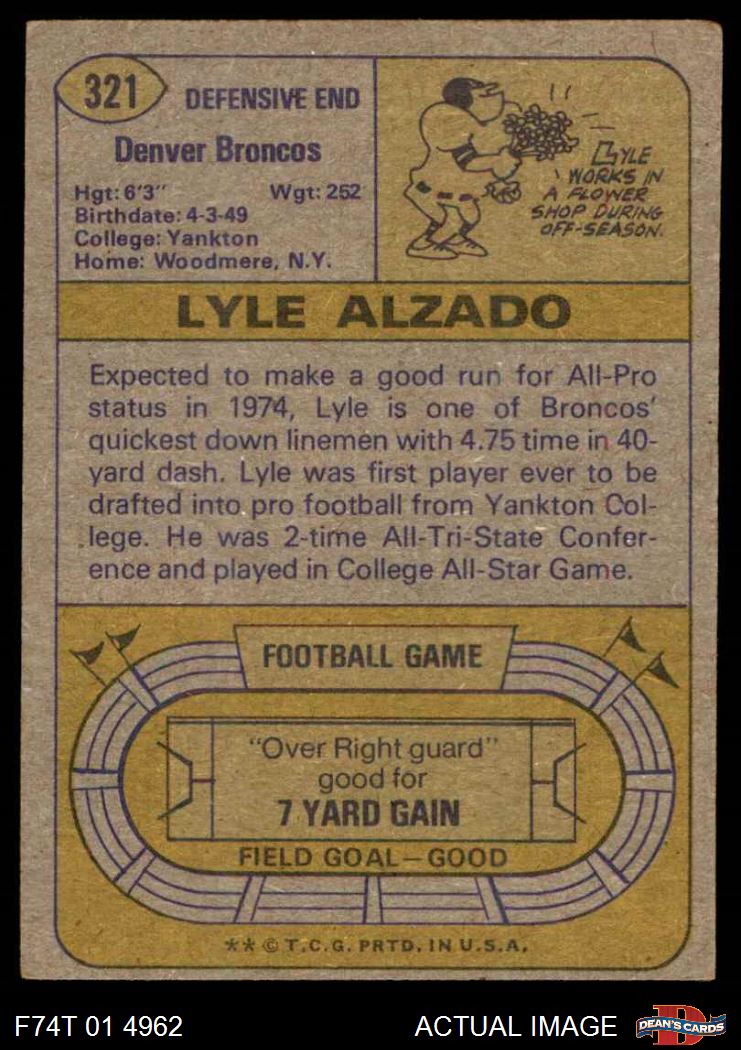 321
DEFENSIVE END
Denver Broncos
Hgt: 6'3" Wgt: 252
Birthdate: 4-3-49
College: Yankton
Home: Woodmere, N.Y.
LYLE
WORKS IN
A FLOWER
SHOP DURING
OFF-SEASON.
LYLE ALZADO
Expected to make a good run for All-Pro
status in 1974, Lyle is one of Broncos'
quickest down linemen with 4.75 time in 40-
yard dash. Lyle was first player ever to be
drafted into pro football from Yankton Col-
lege. He was 2-time All-Tri-State Confer-
ence and played in College All-Star Game.
FOOTBALL GAME
"Over Right guard"
good for
7 YARD GAIN
FIELD GOAL—GOOD
** © T.C.G. PRTD. IN U.S.A.
F74T 01 4962
ACTUAL IMAGE
D
DEAN'S CARDS